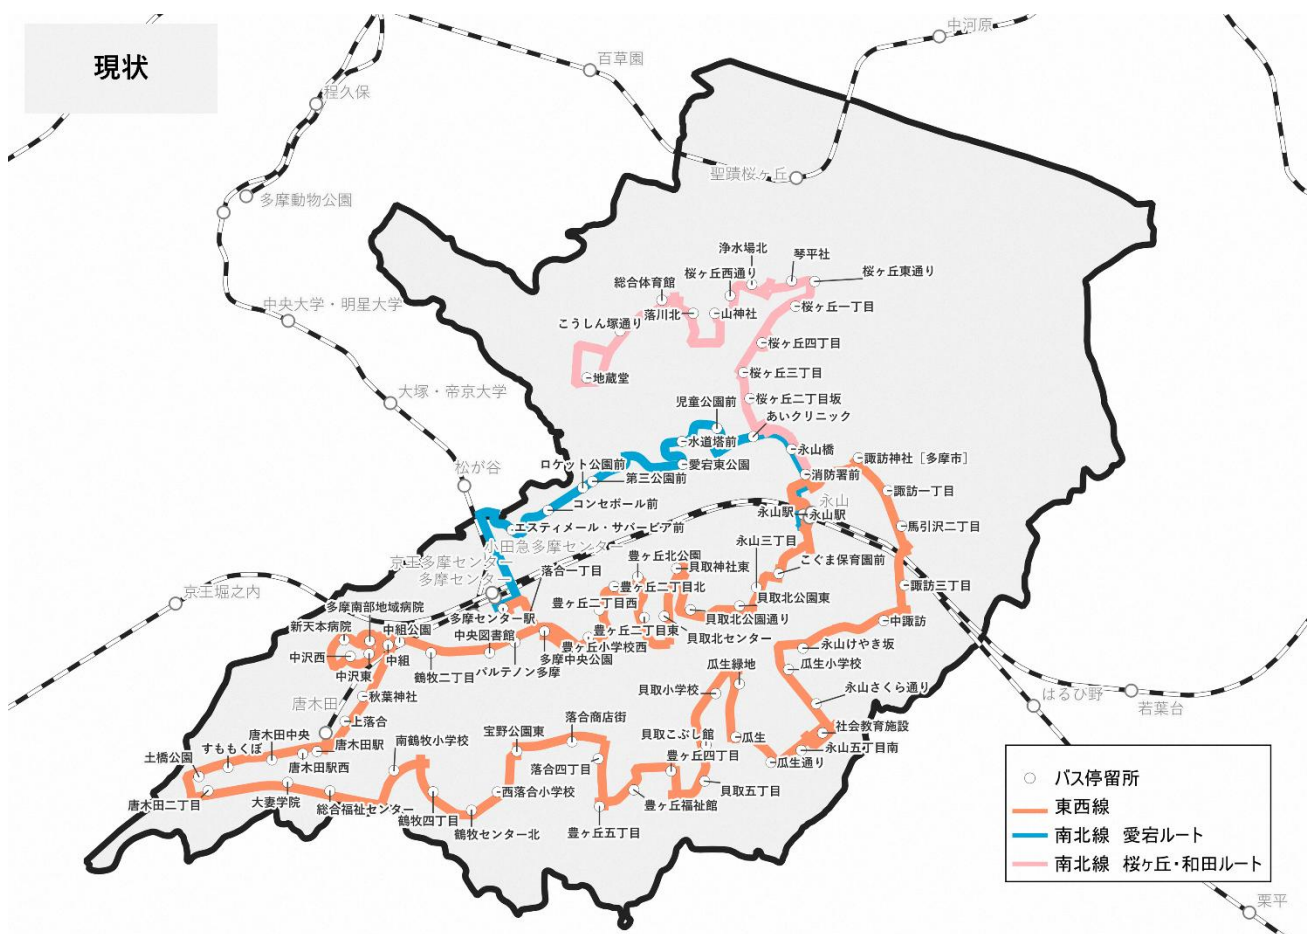 現状
中河原
百草園
程久保
聖蹟桜ヶ丘
多摩動物公園
中央大学・明星大学
大塚・帝京大学
松が谷
浄水場北
琴平社
桜ヶ丘西通り
桜ヶ丘東通り
総合体育館
落川北
山神社
桜ヶ丘一丁目
こうしん塚通り
桜ヶ丘四丁目
地蔵堂
桜ヶ丘三丁目
児童公園前
桜ヶ丘二丁目坂
あいクリニック
水道塔前
永山橋
ロケット公園前
愛宕東公園
諏訪神社［多摩市］
第三公園前
消防署前
諏訪一丁目
コンセボール前
永山
永山駅
永山駅
馬引沢二丁目
エスティメール・サバービア前
小田急多摩センター
京王多摩センター
多摩センター
永山三丁目
豊ヶ丘北公園
貝取神社東
こぐま保育園前
落合一丁目
豊ヶ丘二丁目北
諏訪三丁目
京王堀之内
多摩南部地域病院
豊ヶ丘二丁目西
貝取北公園東
貝取北公園通り
新天本病院
中組公園
多摩センター駅
中央図書館
豊ヶ丘二丁目東
中諏訪
貝取北センター
豊ヶ丘小学校西
永山けやき坂
中沢西
中組
多摩中央公園
中沢東
鶴牧二丁目
パルテノン多摩
瓜生緑地
瓜生小学校
秋葉神社
貝取小学校
永山さくら通り
はるひ野
若葉台
唐木田
上落合
落合商店街
宝野公園東
社会教育施設
唐木田中央
南鶴牧小学校
貝取こぶし館
瓜生
すももくぼ
唐木田駅
永山五丁目南
土橋公園
唐木田駅西
落合四丁目
豊ヶ丘四丁目
瓜生通り
唐木田二丁目
大妻学院
総合福祉センター
鶴牧四丁目
西落合小学校
豊ヶ丘福祉館
貝取五丁目
鶴牧センター北
豊ヶ丘五丁目
バス停留所
東西線
南北線 愛宕ルート
南北線 桜ヶ丘・和田ルート
栗平